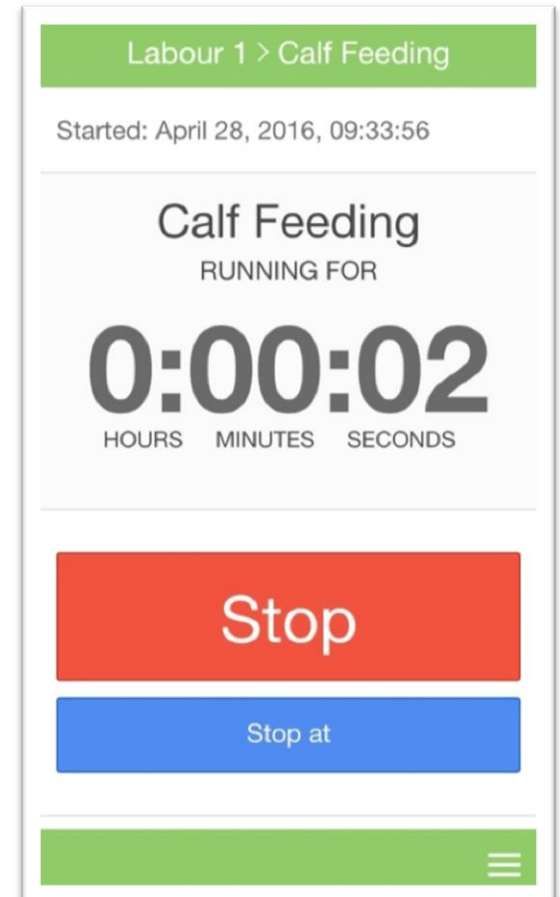 Labour 1 > Calf Feeding
Started: April 28, 2016, 09:33:56
Calf Feeding
RUNNING FOR
0:00:02
HOURS MINUTES SECONDS
Stop
Stop at